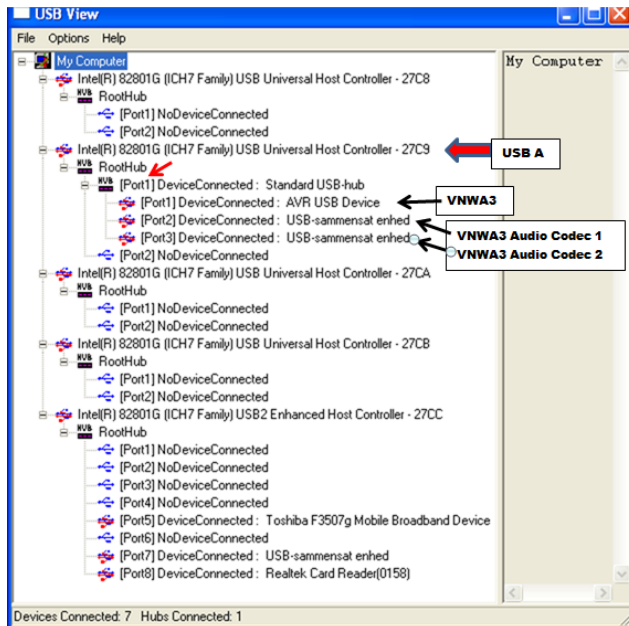 USB View
File Options Help
My Computer
My Computer
Intel(R) 82801G (ICH7 Family) USB Universal Host Controller - 27C8
RootHub
[Port1] NoDeviceConnected
[Port2] NoDeviceConnected
Intel(R) 82801G (ICH7 Family) USB Universal Host Controller - 27C9
USB A
RootHub
[Port1] DeviceConnected : Standard USB-hub
[Port1] DeviceConnected : AVR USB Device
VNWA3
[Port2] DeviceConnected : USB-sammensat enhed
VNWA3 Audio Codec 1
[Port3] DeviceConnected : USB-sammensat enhed
VNWA3 Audio Codec 2
[Port2] NoDeviceConnected
Intel(R) 82801G (ICH7 Family) USB Universal Host Controller - 27CA
RootHub
[Port1] NoDeviceConnected
[Port2] NoDeviceConnected
Intel(R) 82801G (ICH7 Family) USB Universal Host Controller - 27CB
RootHub
[Port1] NoDeviceConnected
[Port2] NoDeviceConnected
Intel(R) 82801G (ICH7 Family) USB2 Enhanced Host Controller - 27CC
RootHub
[Port1] NoDeviceConnected
[Port2] NoDeviceConnected
[Port3] NoDeviceConnected
[Port4] NoDeviceConnected
[Port5] DeviceConnected : Toshiba F3507g Mobile Broadband Device
[Port6] NoDeviceConnected
[Port7] DeviceConnected : USB-sammensat enhed
[Port8] DeviceConnected : Realtek Card Reader(0158)
Devices Connected: 7 Hubs Connected: 1